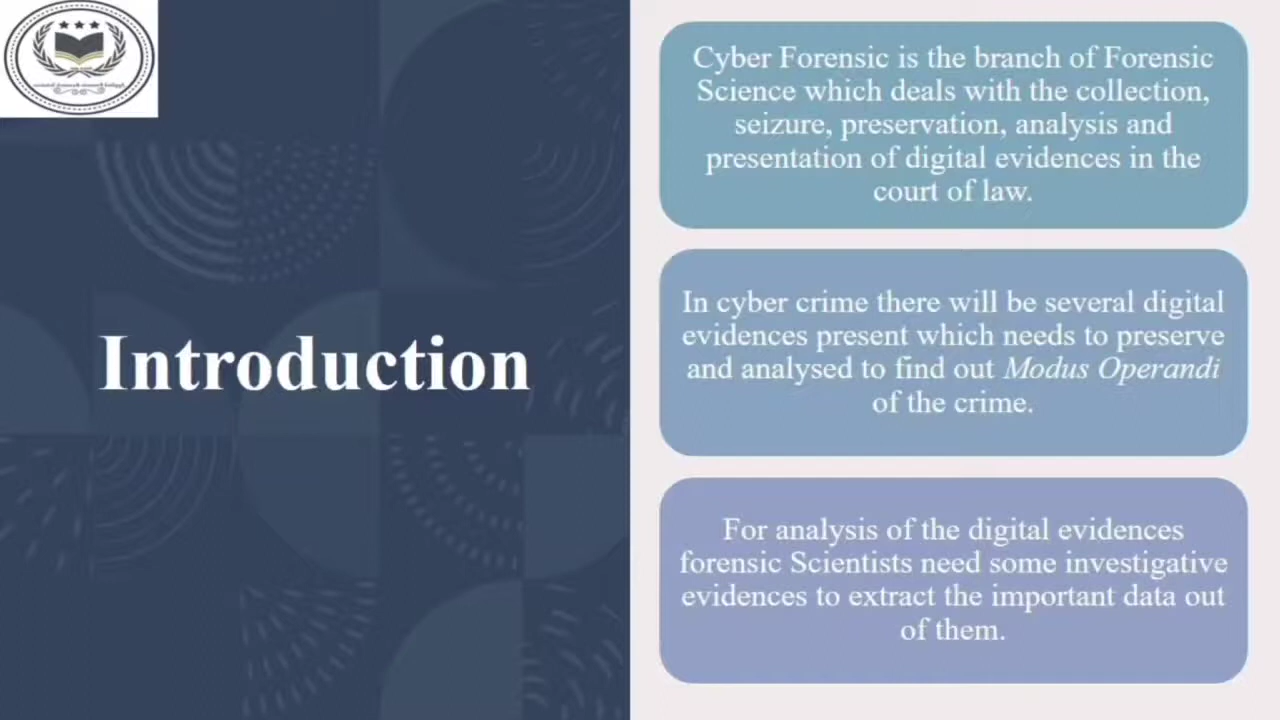 Introduction
Cyber Forensic is the branch of Forensic
Science which deals with the collection,
seizure, preservation, analysis and
presentation of digital evidences in the
court of law.
In cyber crime there will be several digital
evidences present which needs to preserve
and analysed to find out Modus Operandi
of the crime.
For analysis of the digital evidences
forensic Scientists need some investigative
evidences to extract the important data out
of them.